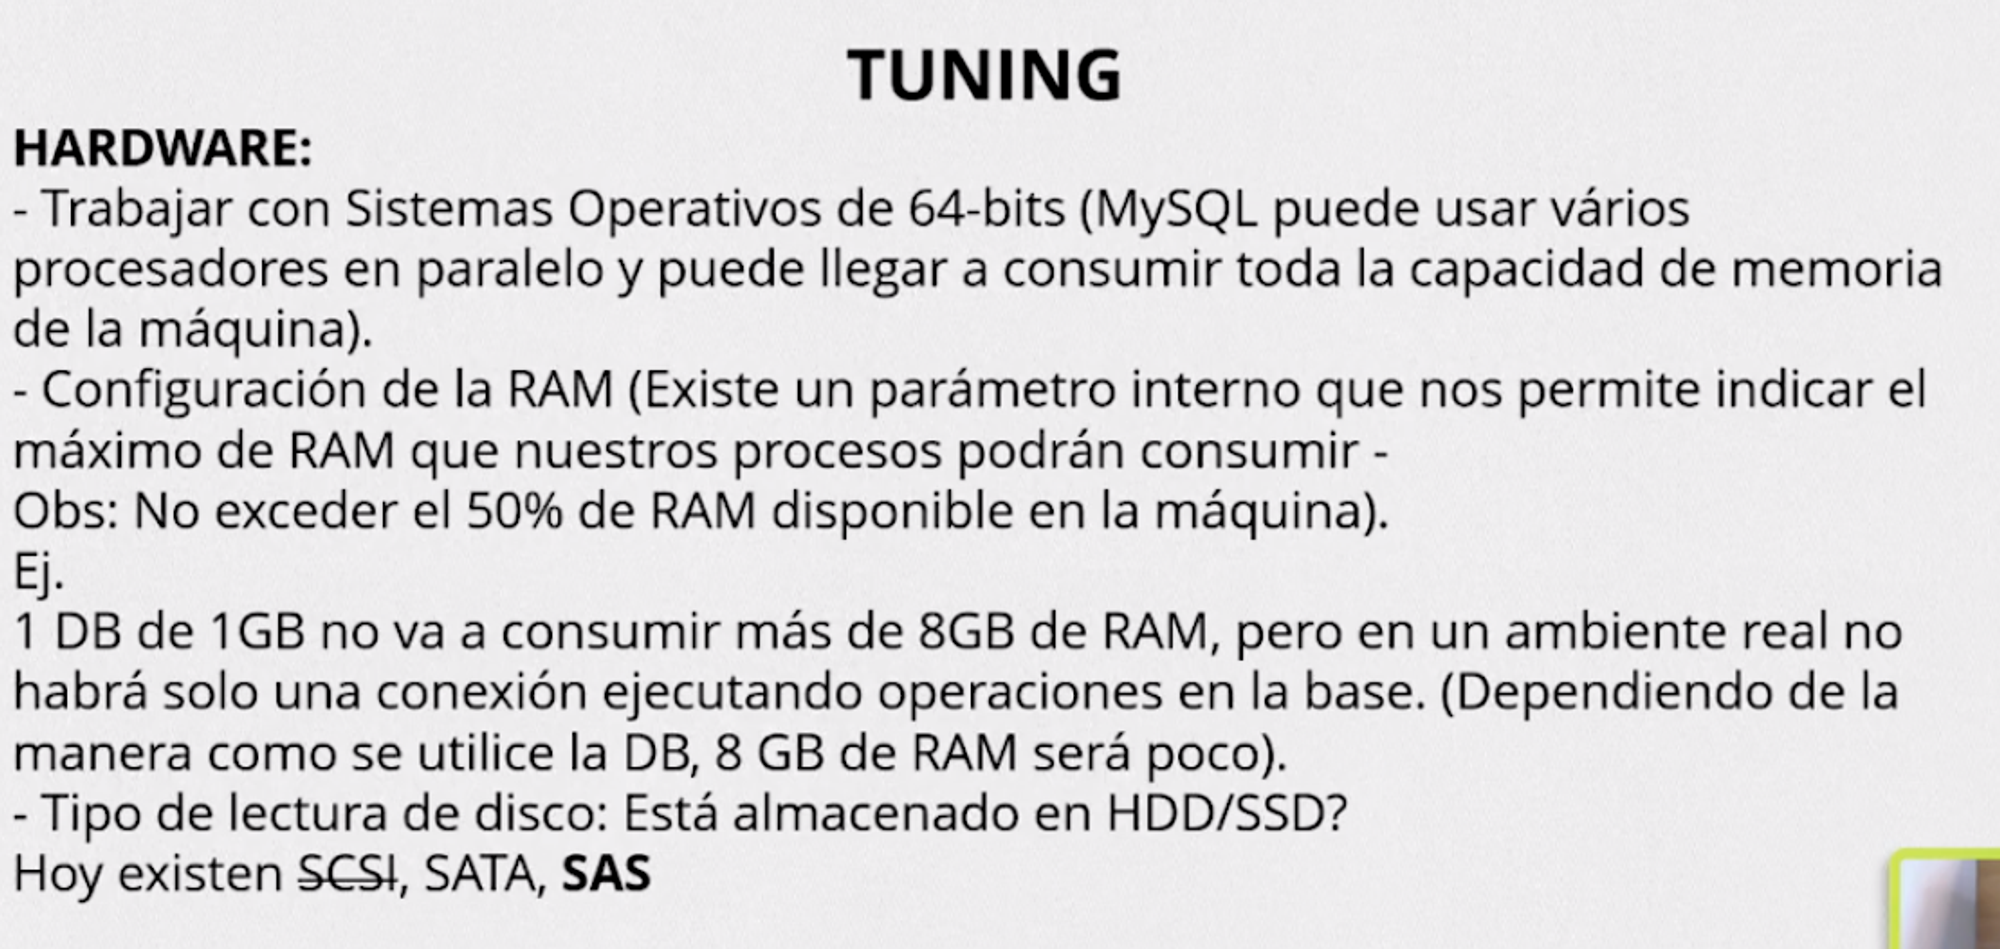 TUNING
HARDWARE:
- Trabajar con Sistemas Operativos de 64-bits (MySQL puede usar vários
procesadores en paralelo y puede llegar a consumir toda la capacidad de memoria
de la máquina).
- Configuración de la RAM (Existe un parámetro interno que nos permite indicar el
máximo de RAM que nuestros procesos podrán consumir -
Obs: No exceder el 50% de RAM disponible en la máquina).
Ej.
1 DB de 1GB no va a consumir más de 8GB de RAM, pero en un ambiente real no
habrá solo una conexión ejecutando operaciones en la base. (Dependiendo de la
manera como se utilice la DB, 8 GB de RAM será poco).
- Tipo de lectura de disco: Está almacenado en HDD/SSD?
Hoy existen SCSI, SATA, SAS